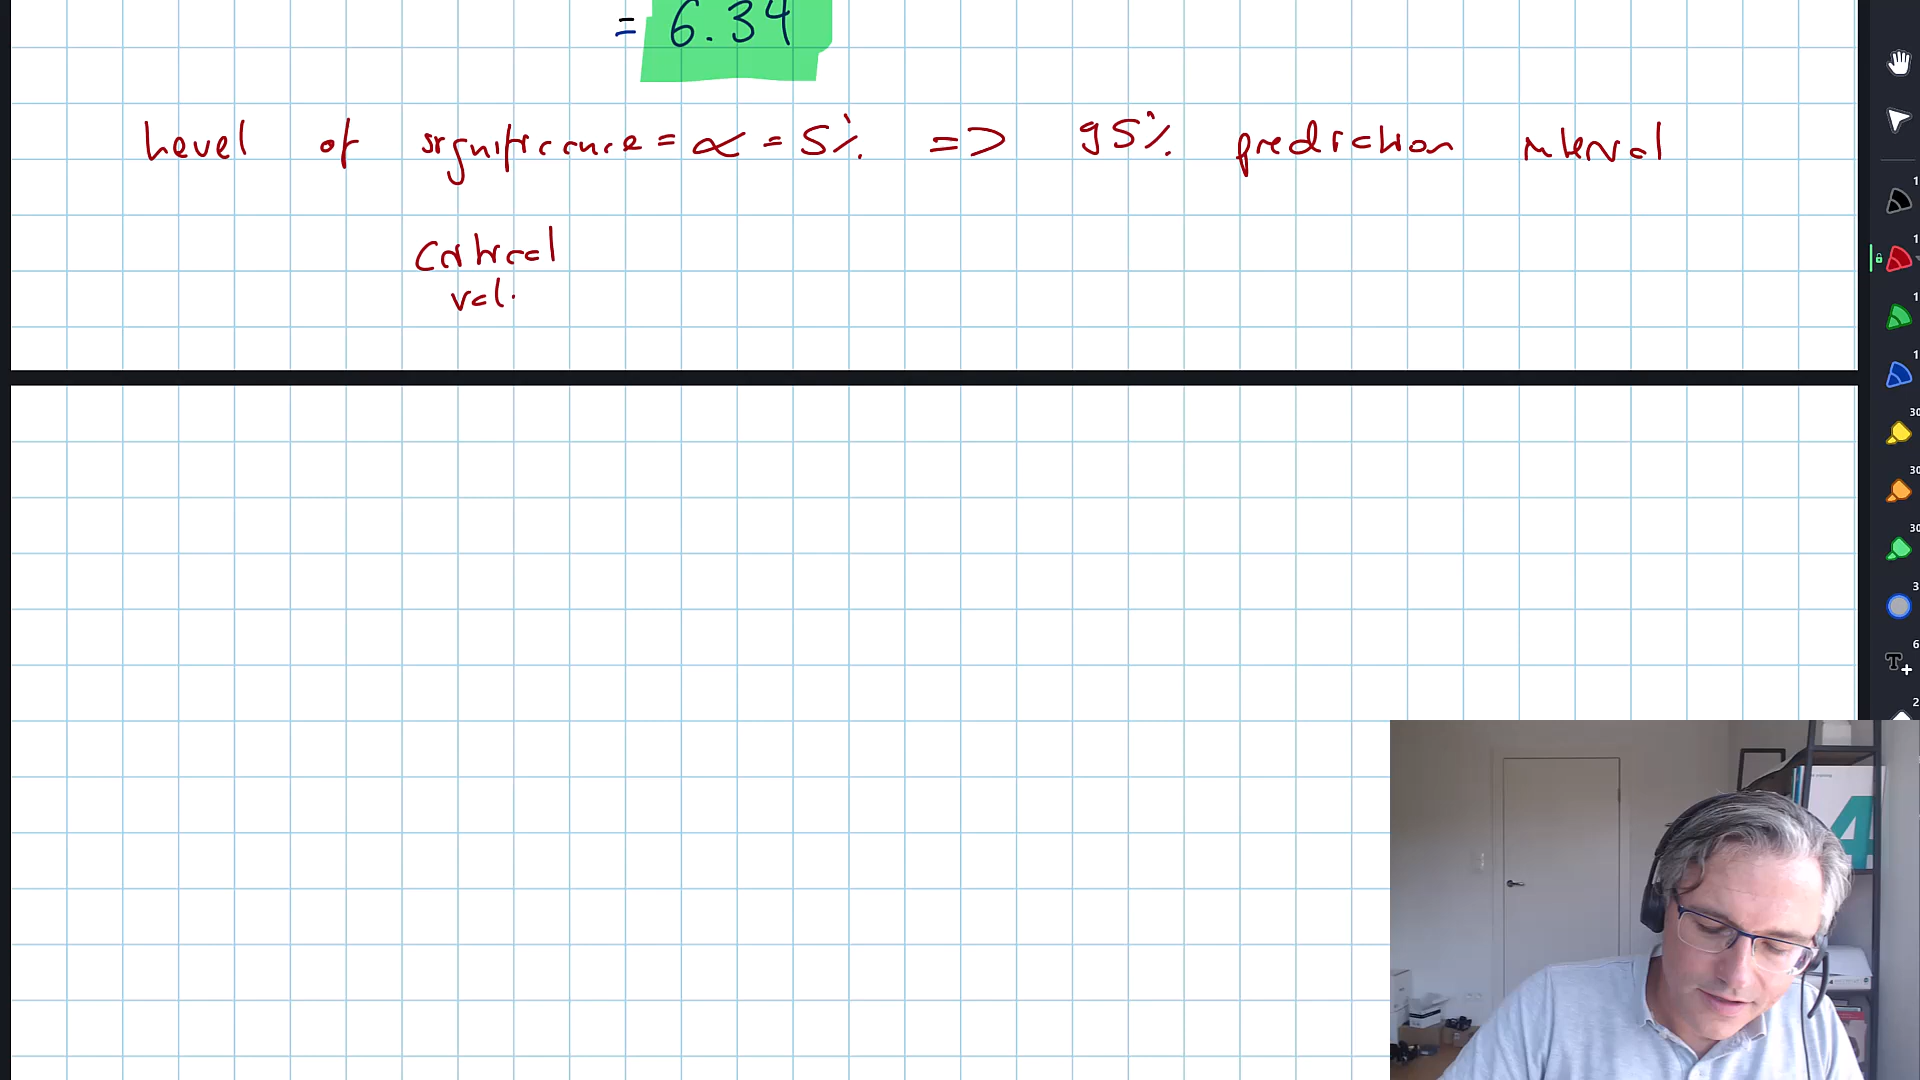 = 6.34
Level of significance = α = 5% => 95% prediction interval
Critical
val.